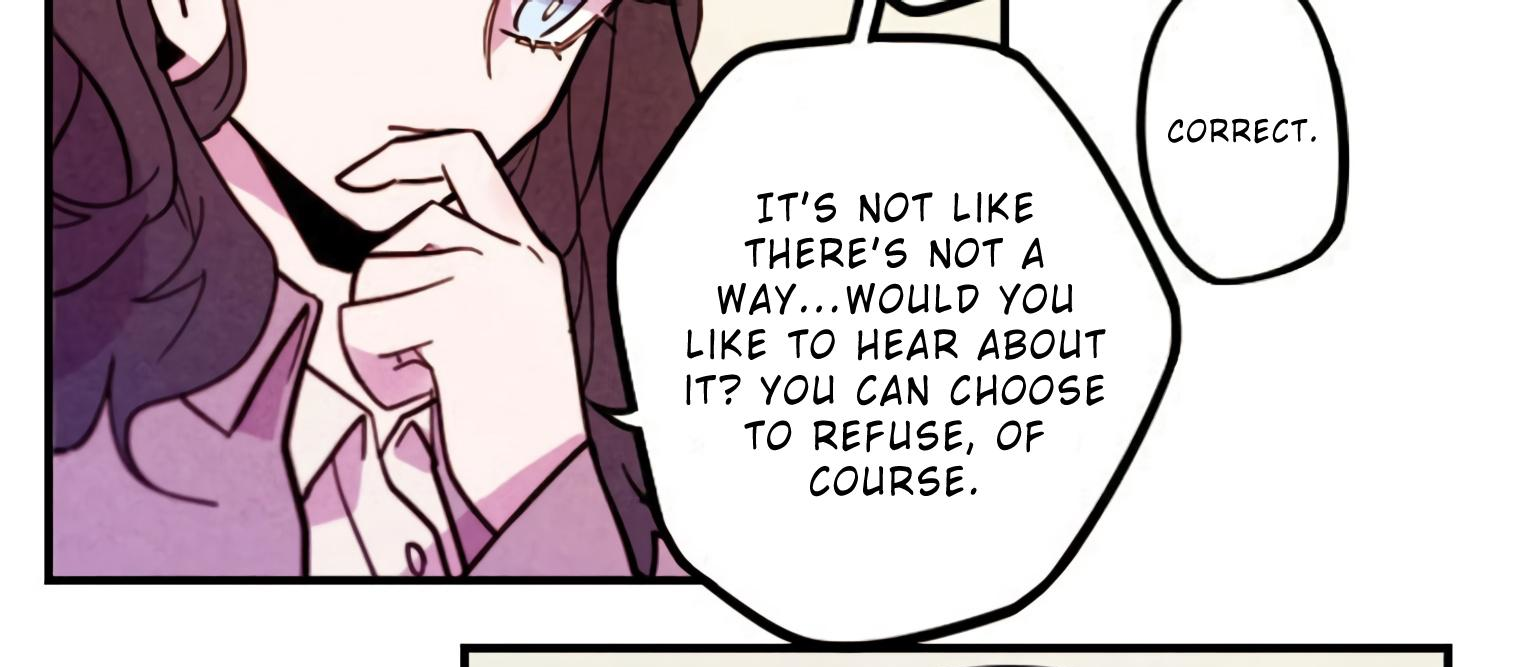 CORRECT.
IT'S NOT LIKE
THERE'S NOT A
WAY...WOULD YOU
LIKE TO HEAR ABOUT
IT? YOU CAN CHOOSE
TO REFUSE, OF
COURSE.